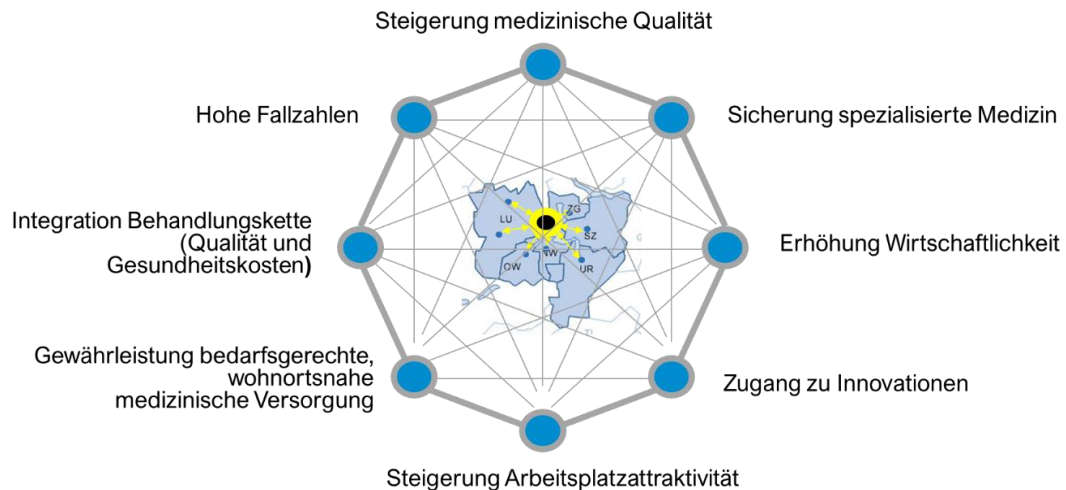 Steigerung medizinische Qualität
Hohe Fallzahlen
Sicherung spezialisierte Medizin
Integration Behandlungskette
(Qualität und
Gesundheitskosten)
Erhöhung Wirtschaftlichkeit
LU
ZG
SZ
OW
NW
UR
Gewährleistung bedarfsgerechte,
wohnortsnahe
medizinische Versorgung
Zugang zu Innovationen
Steigerung Arbeitsplatzattraktivität